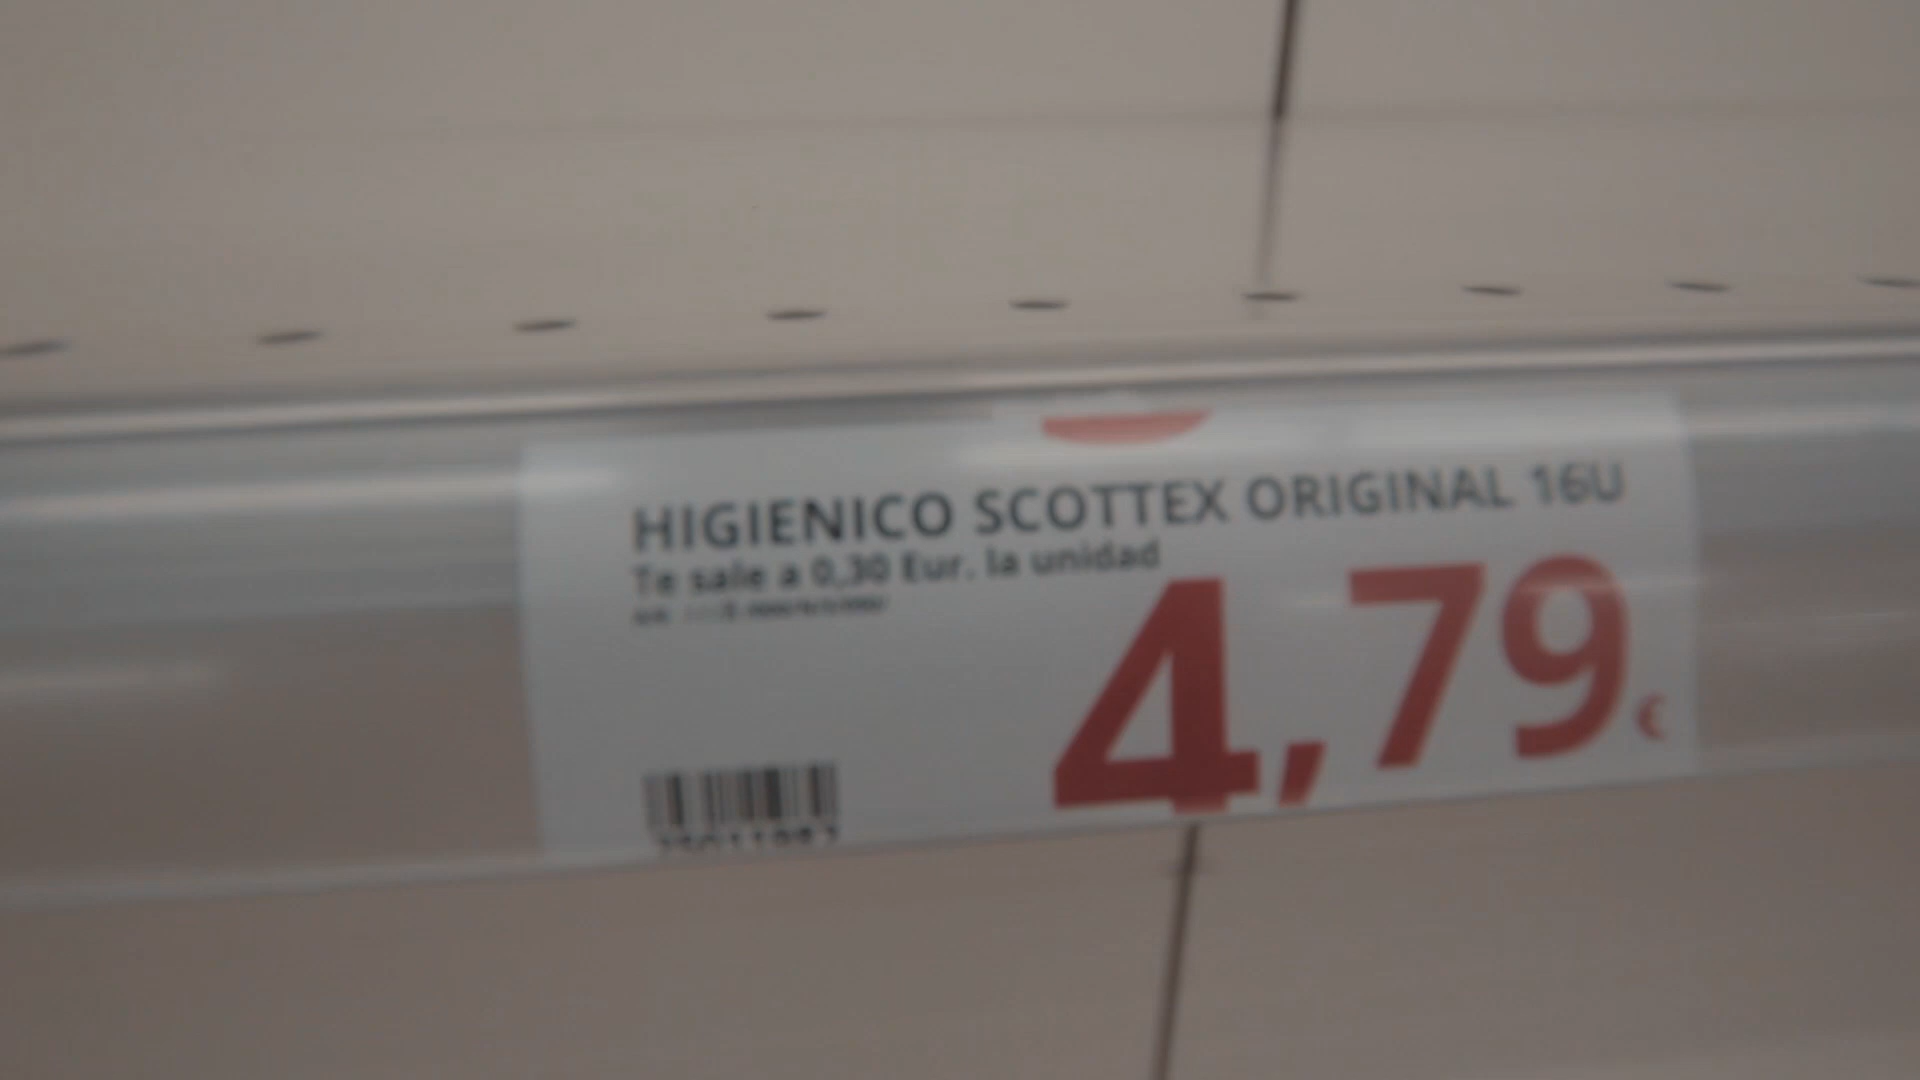 HIGIENICO SCOTTEX ORIGINAL 16U
Te sale a 0,30 Eur. la unidad
4,79 €